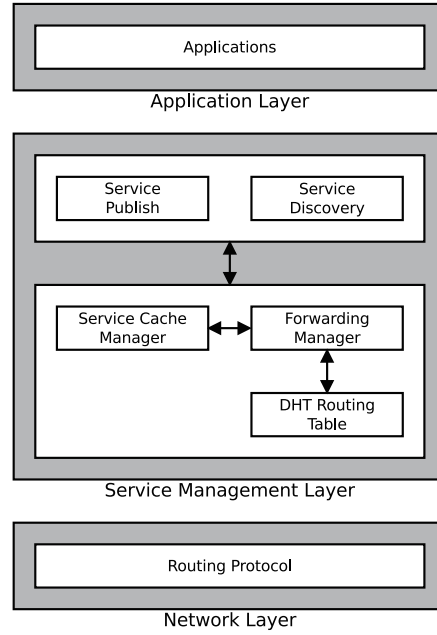 Applications
Application Layer
Service
Publish
Service
Discovery
Service Cache
Manager
Forwarding
Manager
DHT Routing
Table
Service Management Layer
Routing Protocol
Network Layer